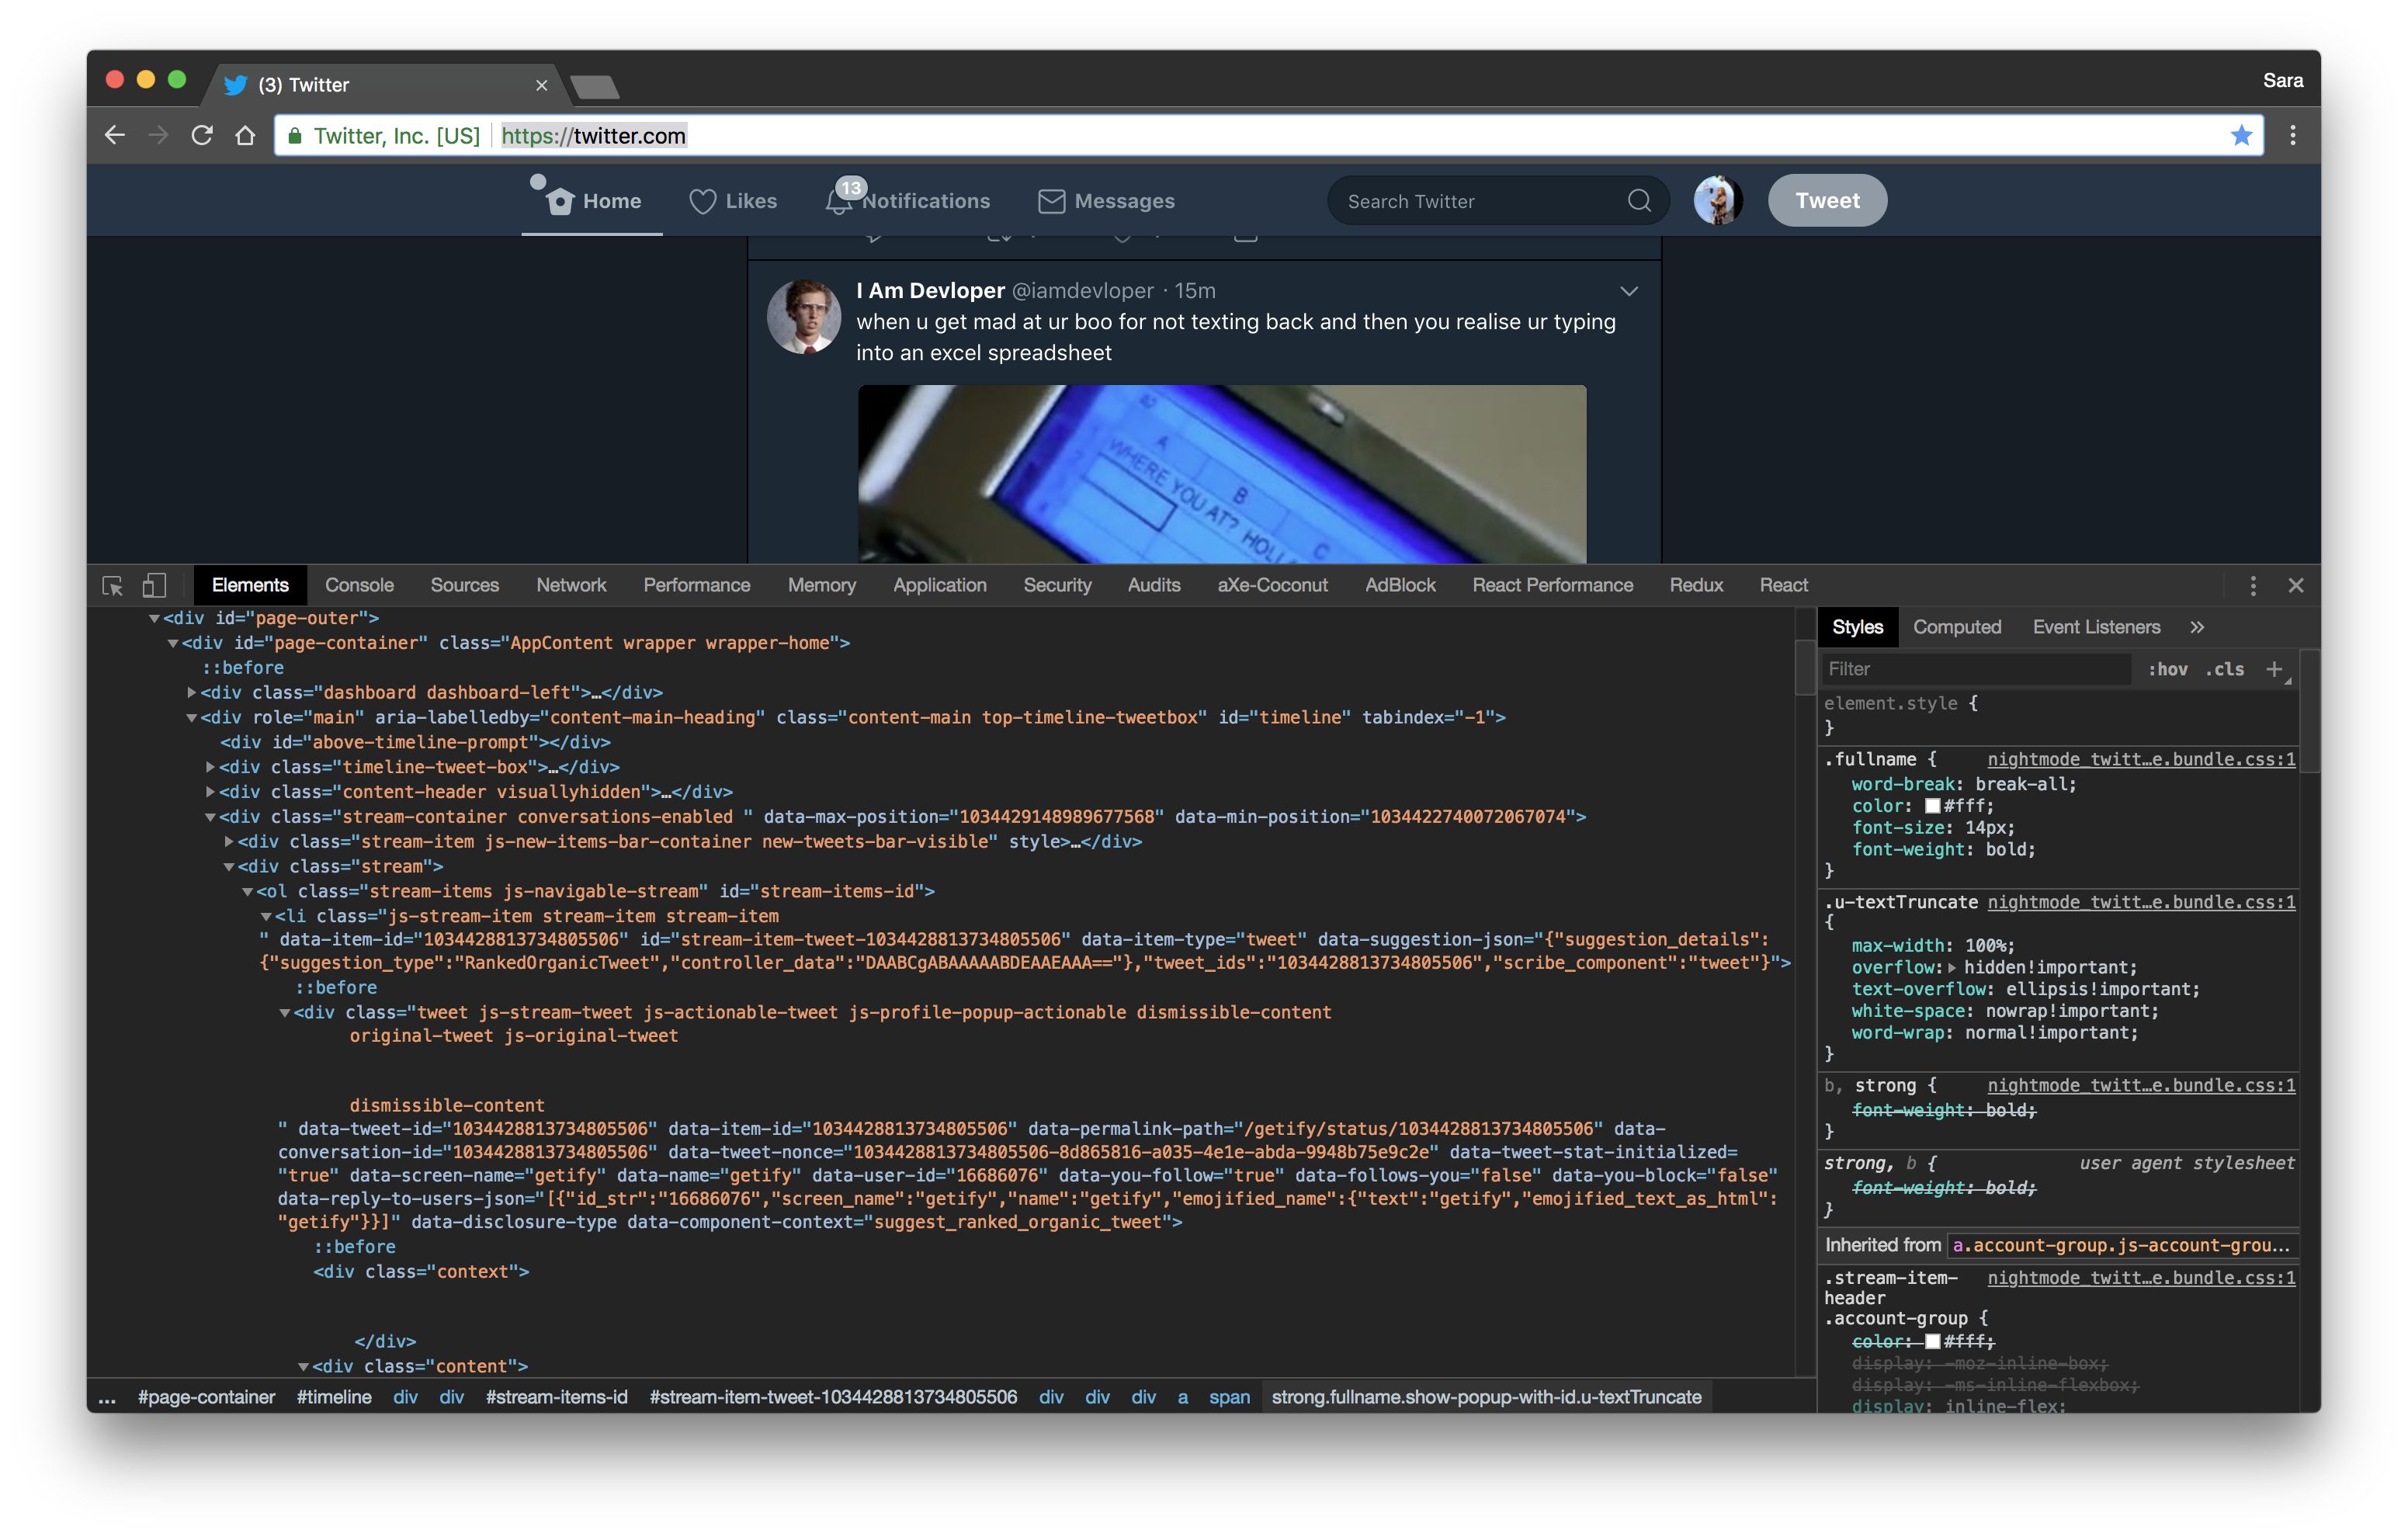 (3) Twitter
Sara
Twitter, Inc. [US] https://twitter.com
Home Likes 13 Notifications Messages Search Twitter Tweet
I Am Devloper @iamdevloper · 15m
when u get mad at ur boo for not texting back and then you realise ur typing
into an excel spreadsheet
A B C
WHERE YOU AT?
Elements Console Sources Network Performance Memory Application Security Audits aXe-Coconut AdBlock React Performance Redux React
<div id="page-outer">
<div id="page-container" class="AppContent wrapper wrapper-home">
::before
<div class="dashboard dashboard-left">…</div>
<div role="main" aria-labelledby="content-main-heading" class="content-main top-timeline-tweetbox" id="timeline" tabindex="-1">
<div id="above-timeline-prompt"></div>
<div class="timeline-tweet-box">…</div>
<div class="content-header visuallyhidden">…</div>
<div class="stream-container conversations-enabled " data-max-position="1034429148989677568" data-min-position="1034422740072067074">
<div class="stream-item js-new-items-bar-container new-tweets-bar-visible" style>…</div>
<div class="stream">
<ol class="stream-items js-navigable-stream" id="stream-items-id">
<li class="js-stream-item stream-item stream-item
" data-item-id="1034428813734805506" id="stream-item-tweet-1034428813734805506" data-item-type="tweet" data-suggestion-json="{"suggestion_details":
{"suggestion_type":"RankedOrganicTweet","controller_data":"DAABCgABAAAAABDEAAEAAA=="},"tweet_ids":"1034428813734805506","scribe_component":"tweet"}">
::before
<div class="tweet js-stream-tweet js-actionable-tweet js-profile-popup-actionable dismissible-content
original-tweet js-original-tweet
dismissible-content
" data-tweet-id="1034428813734805506" data-item-id="1034428813734805506" data-permalink-path="/getify/status/1034428813734805506" data-
conversation-id="1034428813734805506" data-tweet-nonce="1034428813734805506-8d865816-a035-4e1e-abda-9948b75e9c2e" data-tweet-stat-initialized=
"true" data-screen-name="getify" data-name="getify" data-user-id="16686076" data-you-follow="true" data-follows-you="false" data-you-block="false"
data-reply-to-users-json="[{"id_str":"16686076","screen_name":"getify","name":"getify","emojified_name":{"text":"getify","emojified_text_as_html":
"getify"}}]" data-disclosure-type data-component-context="suggest_ranked_organic_tweet">
::before
<div class="context">
</div>
<div class="content">
... #page-container #timeline div div #stream-items-id #stream-item-tweet-1034428813734805506 div div div a span strong.fullname.show-popup-with-id.u-textTruncate
Styles Computed Event Listeners »
Filter :hov .cls +
element.style {
}
.fullname { nightmode_twitt…e.bundle.css:1
word-break: break-all;
color: #fff;
font-size: 14px;
font-weight: bold;
}
.u-textTruncate nightmode_twitt…e.bundle.css:1
{
max-width: 100%;
overflow: hidden!important;
text-overflow: ellipsis!important;
white-space: nowrap!important;
word-wrap: normal!important;
}
b, strong { nightmode_twitt…e.bundle.css:1
font-weight: bold;
}
strong, b { user agent stylesheet
font-weight: bold;
}
Inherited from a.account-group.js-account-grou...
.stream-item- nightmode_twitt…e.bundle.css:1
header
.account-group {
color: #fff;
display: -moz-inline-box;
display: -ms-inline-flexbox;
display: inline-flex;